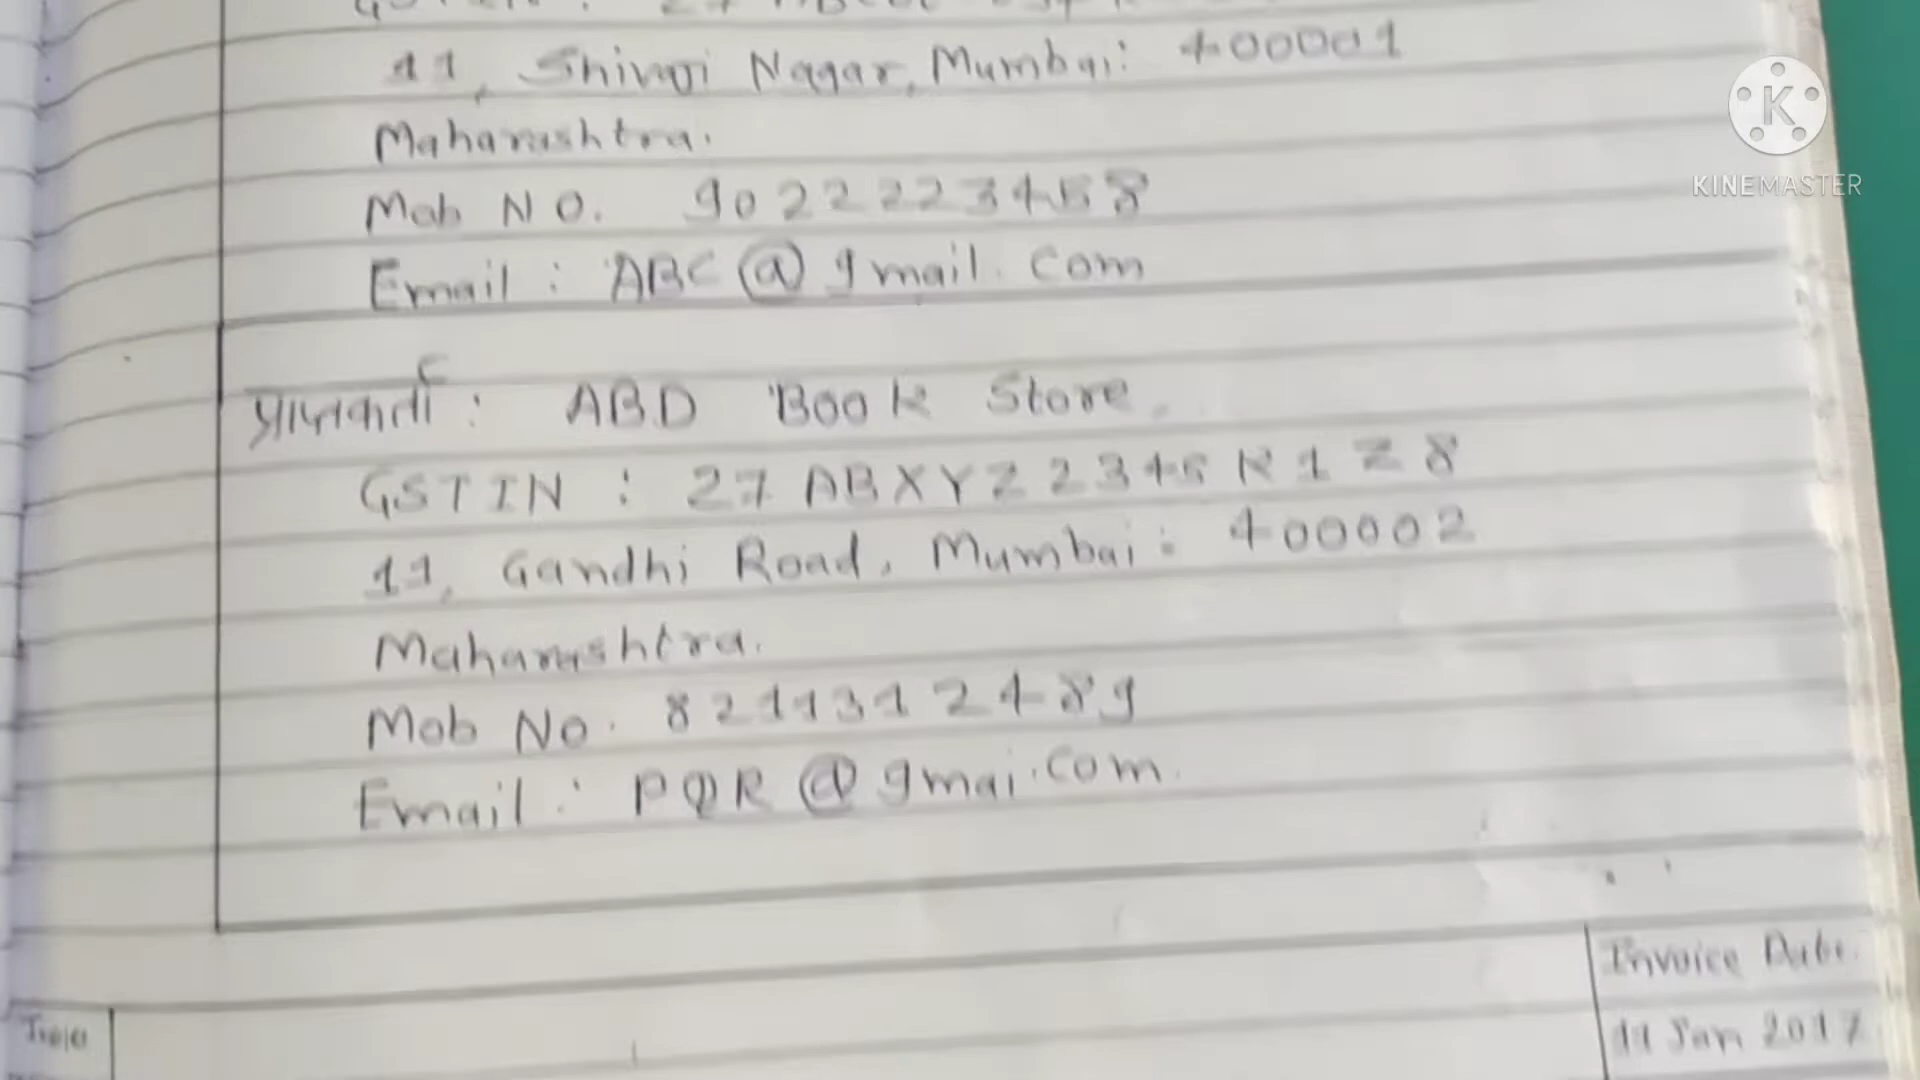 11, Shivaji Nagar, Mumbai: 400001
Maharashtra.
Mob NO. 9022223458
Email : ABC@gmail.com
प्राप्तकर्ता : ABD Book Store.
GSTIN : 27ABXYZ2345R1Z8
11, Gandhi Road, Mumbai: 400002
Maharashtra.
Mob No. 8211312489
Email : PQR@gmai.com.
Invoice Date.
11 Jan 2017
KINEMASTER